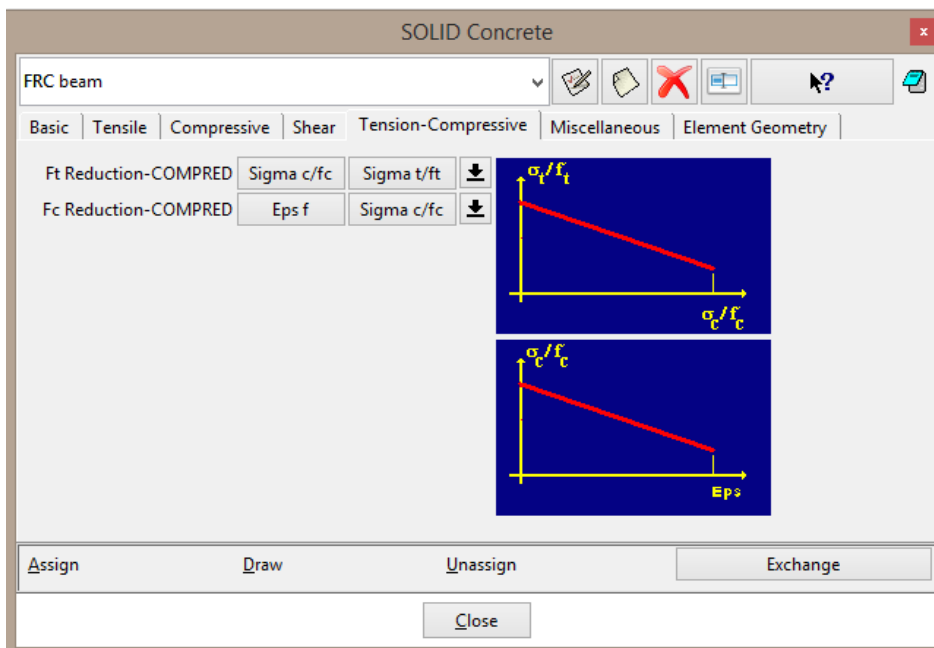 SOLID Concrete
x
FRC beam
?
Basic Tensile Compressive Shear Tension-Compressive Miscellaneous Element Geometry
Ft Reduction-COMPRED Sigma c/fc Sigma t/ft
Fc Reduction-COMPRED Eps f Sigma c/fc
σt/ft
σc/fc
σc/fc
Eps
Assign Draw Unassign Exchange
Close